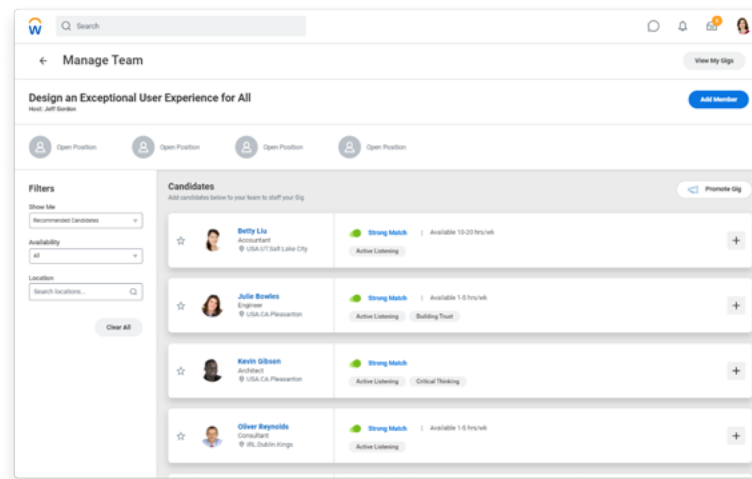 Search
Manage Team
View My Gigs
Design an Exceptional User Experience for All
Host: Jeff Gordon
Add Member
Open Position
Open Position
Open Position
Open Position
Filters
Show Me
Recommended Candidates
Availability
All
Location
Search locations...
Clear All
Candidates
Add candidates below to your team to staff your Gig
Promote Gig
Betty Liu
Accountant
USA.UT.Salt Lake City
Strong Match | Available 10-20 hrs/wk
Active Listening
Julie Bowles
Engineer
USA.CA.Pleasanton
Strong Match | Available 1-5 hrs/wk
Active Listening Building Trust
Kevin Gibson
Architect
USA.CA.Pleasanton
Strong Match
Active Listening Critical Thinking
Oliver Reynolds
Consultant
IRL.Dublin.Kings
Strong Match | Available 1-5 hrs/wk
Active Listening